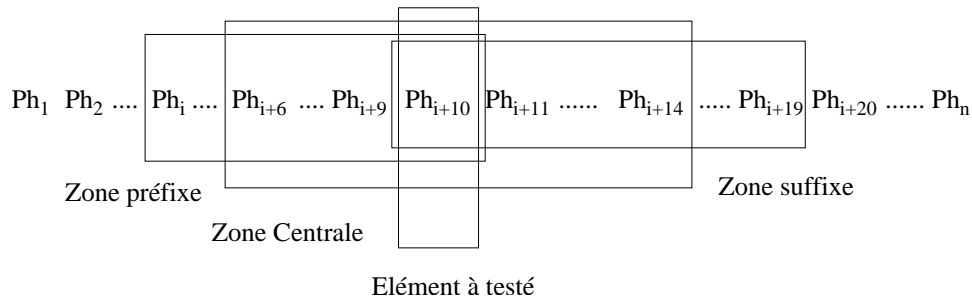 Ph1 Ph2 .... Phi .... Phi+6 .... Phi+9 Phi+10 Phi+11 ...... Phi+14 ..... Phi+19 Phi+20 ...... Phn
Zone préfixe
Zone suffixe
Zone Centrale
Elément à testé